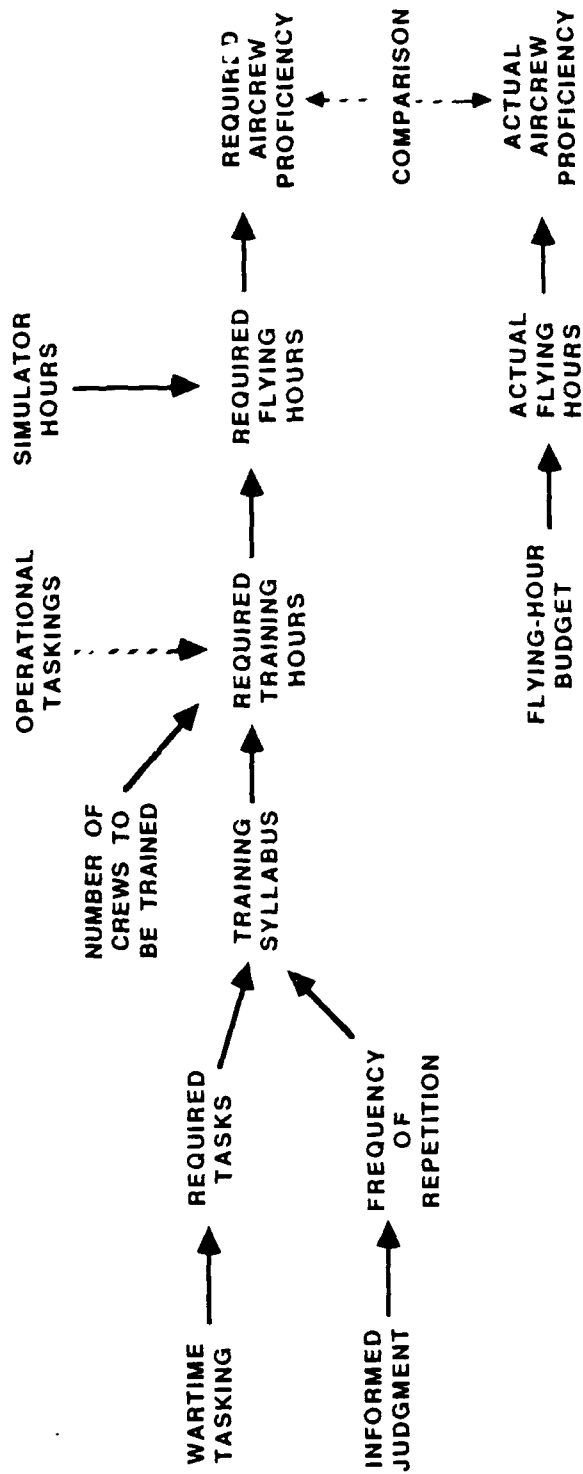 WARTIME
TASKING
REQUIRED
TASKS
INFORMED
JUDGMENT
FREQUENCY
OF
REPETITION
TRAINING
SYLLABUS
NUMBER OF
CREWS TO
BE TRAINED
OPERATIONAL
TASKINGS
REQUIRED
TRAINING
HOURS
SIMULATOR
HOURS
REQUIRED
FLYING
HOURS
REQUIRED
AIRCREW
PROFICIENCY
COMPARISON
FLYING-HOUR
BUDGET
ACTUAL
FLYING
HOURS
ACTUAL
AIRCREW
PROFICIENCY